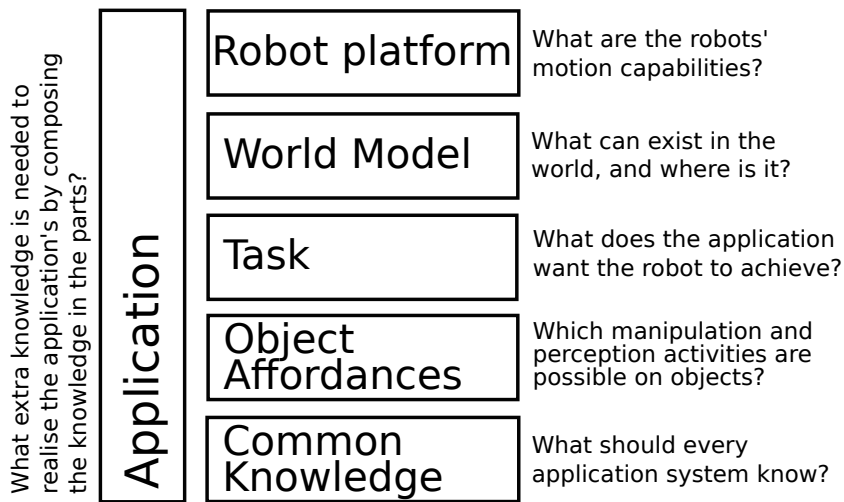 What extra knowledge is needed to
realise the application's by composing
the knowledge in the parts?
Application
Robot platform
What are the robots'
motion capabilities?
World Model
What can exist in the
world, and where is it?
Task
What does the application
want the robot to achieve?
Object
Affordances
Which manipulation and
perception activities are
possible on objects?
Common
Knowledge
What should every
application system know?